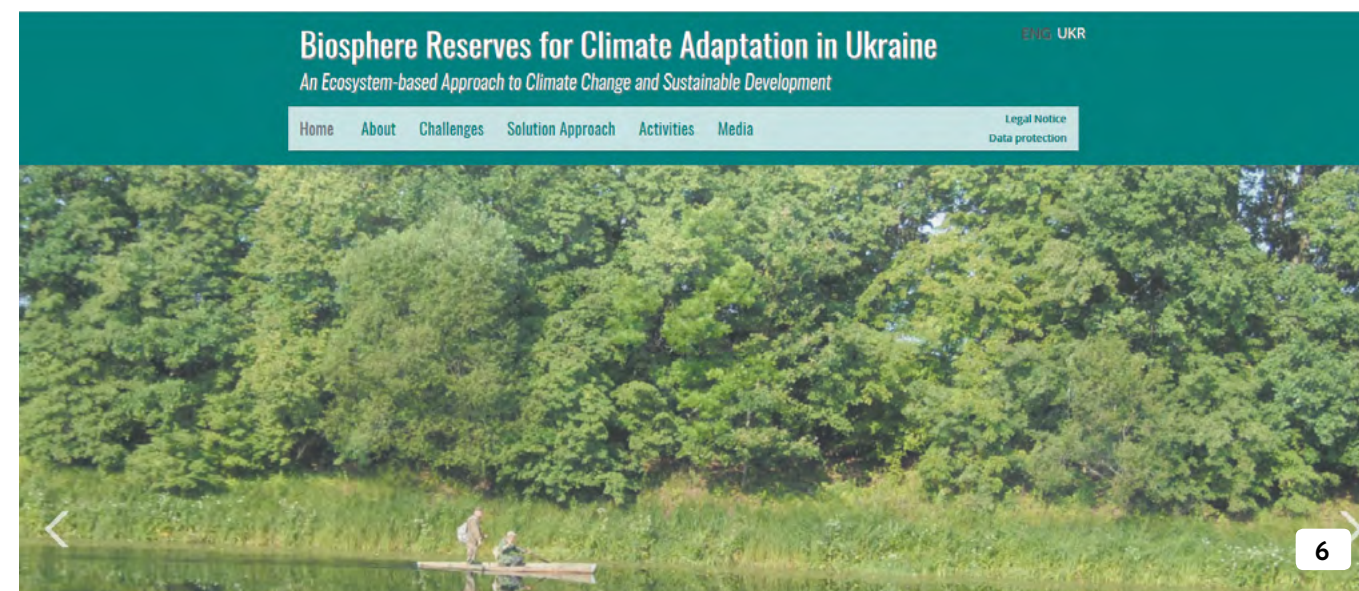 Biosphere Reserves for Climate Adaptation in Ukraine
ENG UKR
An Ecosystem-based Approach to Climate Change and Sustainable Development
Home About Challenges Solution Approach Activities Media
Legal Notice
Data protection
6